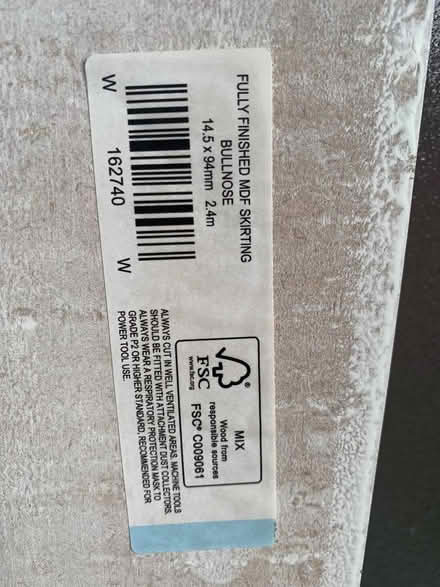 FULLY FINISHED MDF SKIRTING
BULLNOSE
14.5 x 94mm 2.4m
W 162740 W
FSC
www.fsc.org
MIX
Wood from
responsible sources
FSC® C009061
ALWAYS CUT IN WELL VENTILATED AREAS. MACHINE TOOLS
SHOULD BE FITTED WITH ATTACHMENT DUST COLLECTORS.
ALWAYS WEAR A RESPIRATORY PROTECTION MASK TO
GRADE P2 OR HIGHER STANDARD, RECOMMENDED FOR
POWER TOOL USE.